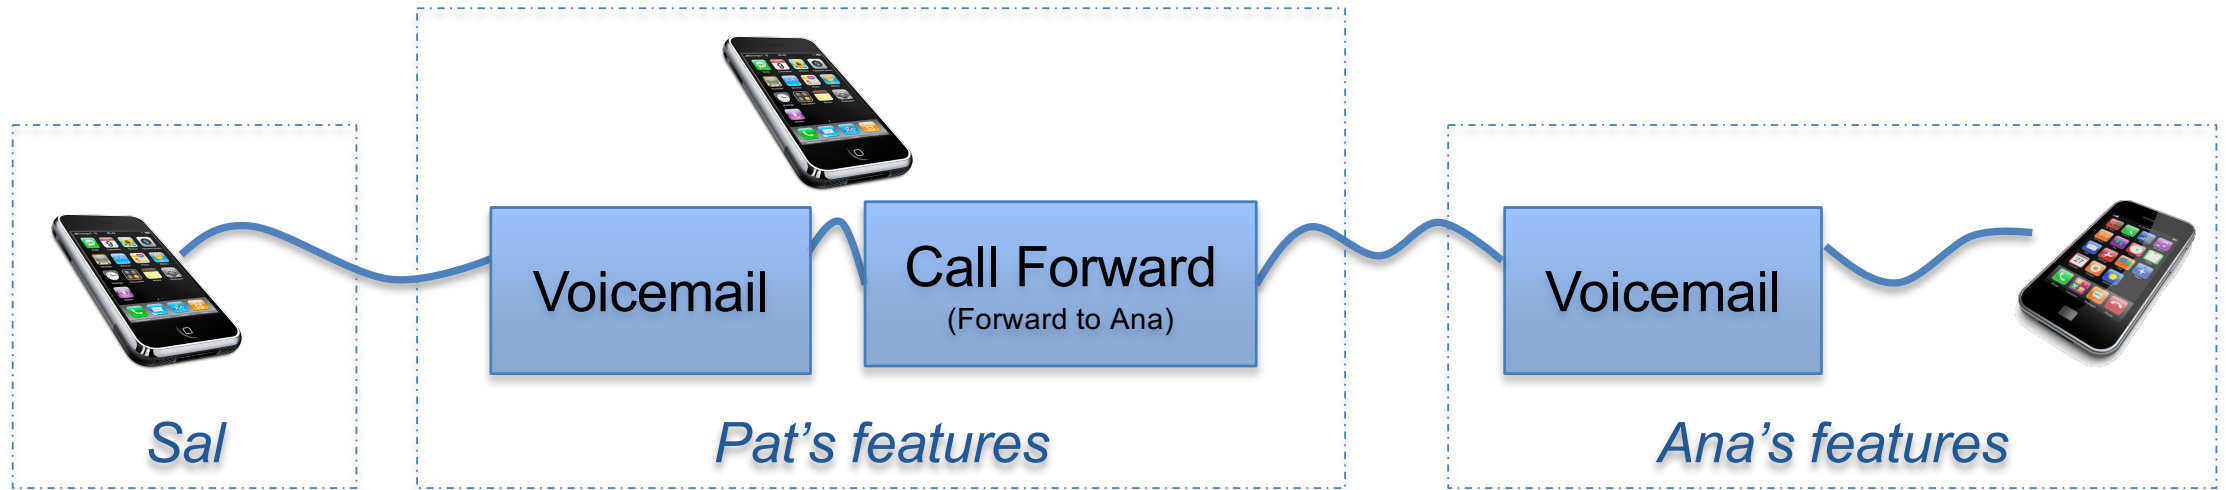 Voicemail
Call Forward
(Forward to Ana)
Voicemail
Sal
Pat’s features
Ana’s features